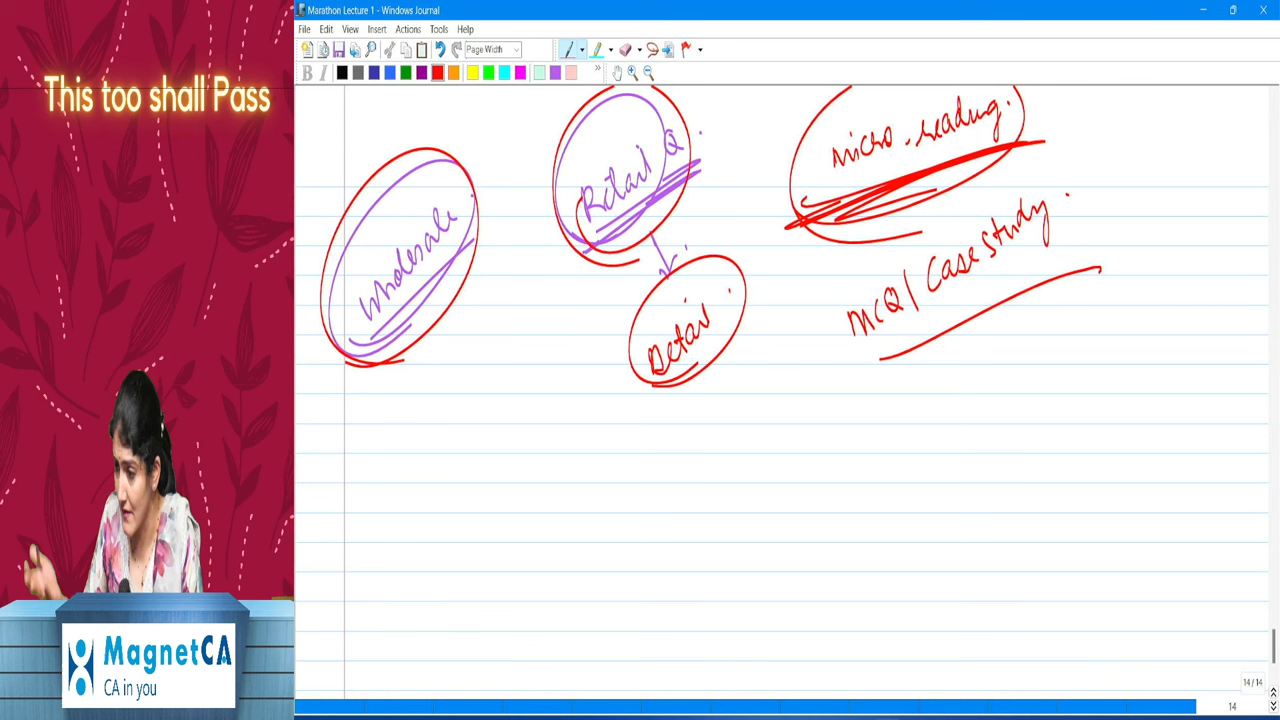 Marathon Lecture 1 - Windows Journal
File Edit View Insert Actions Tools Help
Page Width
B I
This too shall Pass
Wholesale
Retail Q
Detail
micro-reading.
MCQ/ Case Study.
MagnetCA
CA in you
14/14
14